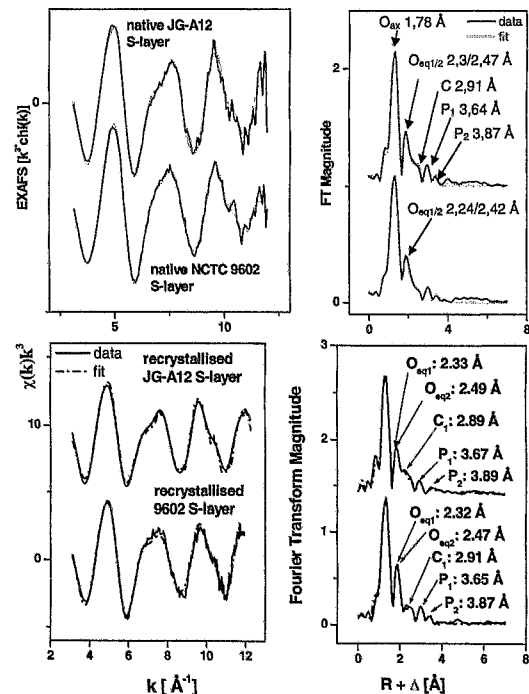 native JG-A12
S-layer
EXAFS [k²*chi(k)]
0
native NCTC 9602
S-layer
5 10
O_ax 1,78 Å
data
fit
O_eq1/2 2,3/2,47 Å
C 2,91 Å
P₁ 3,64 Å
P₂ 3,87 Å
O_eq1/2 2,24/2,42 Å
2
1
0
0 4 8
χ(k)k³
data
fit
recrystallised
JG-A12 S-layer
10
recrystallised
9602 S-layer
0
2 4 6 8 10 12
k [ Å⁻¹]
Fourier Transform Magnitude
FT Magnitude
O_eq1: 2.33 Å
O_eq2: 2.49 Å
C₁: 2.89 Å
P₁: 3.67 Å
P₂: 3.89 Å
O_eq1: 2.32 Å
O_eq2: 2.47 Å
C₁: 2.91 Å
P₁: 3.65 Å
P₂: 3.87 Å
3
2
1
0
0 2 4 6 8
R + Δ [Å]